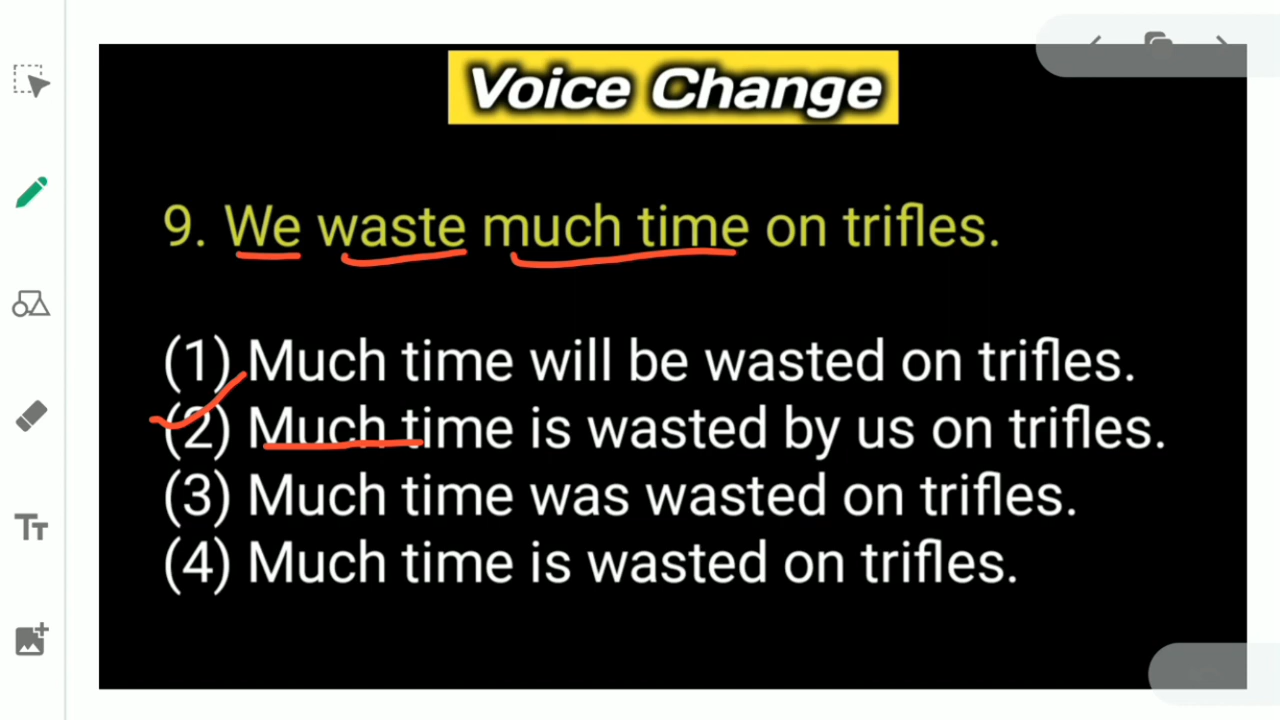 Voice Change
9. We waste much time on trifles.
(1) Much time will be wasted on trifles.
(2) Much time is wasted by us on trifles.
(3) Much time was wasted on trifles.
(4) Much time is wasted on trifles.
TT